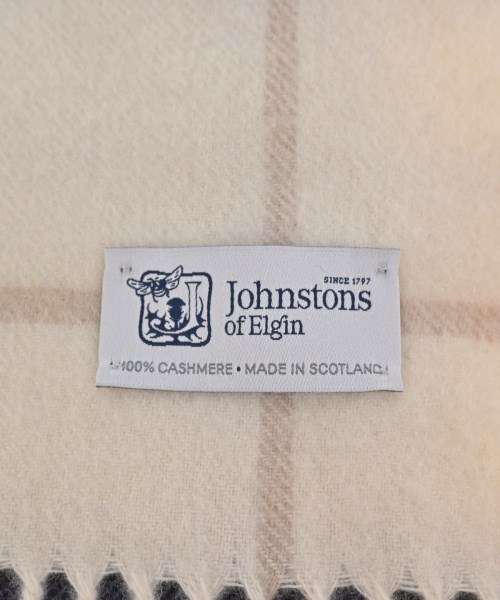 SINCE 1797
Johnstons
of Elgin
100% CASHMERE • MADE IN SCOTLAND